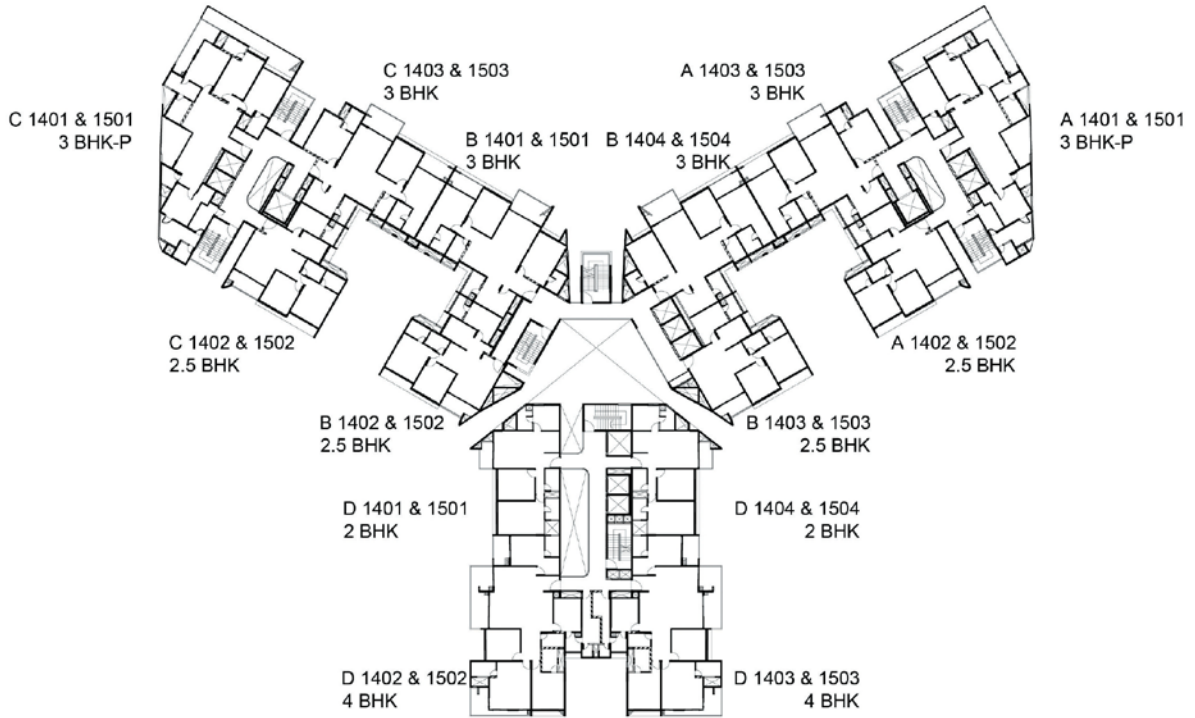 C 1403 & 1503
3 BHK
A 1403 & 1503
3 BHK
C 1401 & 1501
3 BHK-P
B 1401 & 1501
3 BHK
B 1404 & 1504
3 BHK
A 1401 & 1501
3 BHK-P
C 1402 & 1502
2.5 BHK
A 1402 & 1502
2.5 BHK
B 1402 & 1502
2.5 BHK
B 1403 & 1503
2.5 BHK
D 1401 & 1501
2 BHK
D 1404 & 1504
2 BHK
D 1402 & 1502
4 BHK
D 1403 & 1503
4 BHK